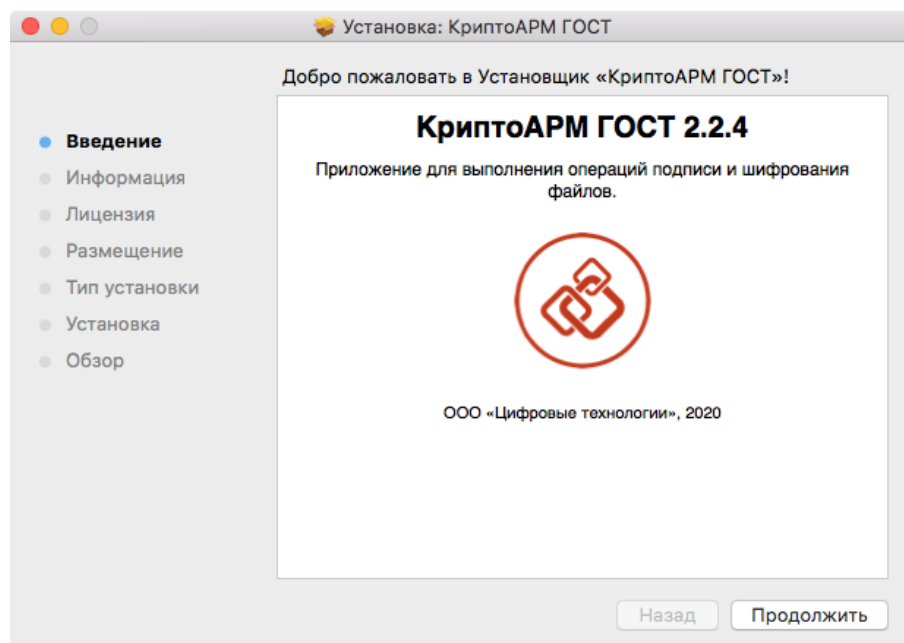 Установка: КриптоАРМ ГОСТ
Добро пожаловать в Установщик «КриптоАРМ ГОСТ»!
Введение
Информация
Лицензия
Размещение
Тип установки
Установка
Обзор
КриптоАРМ ГОСТ 2.2.4
Приложение для выполнения операций подписи и шифрования
файлов.
ООО «Цифровые технологии», 2020
Назад
Продолжить